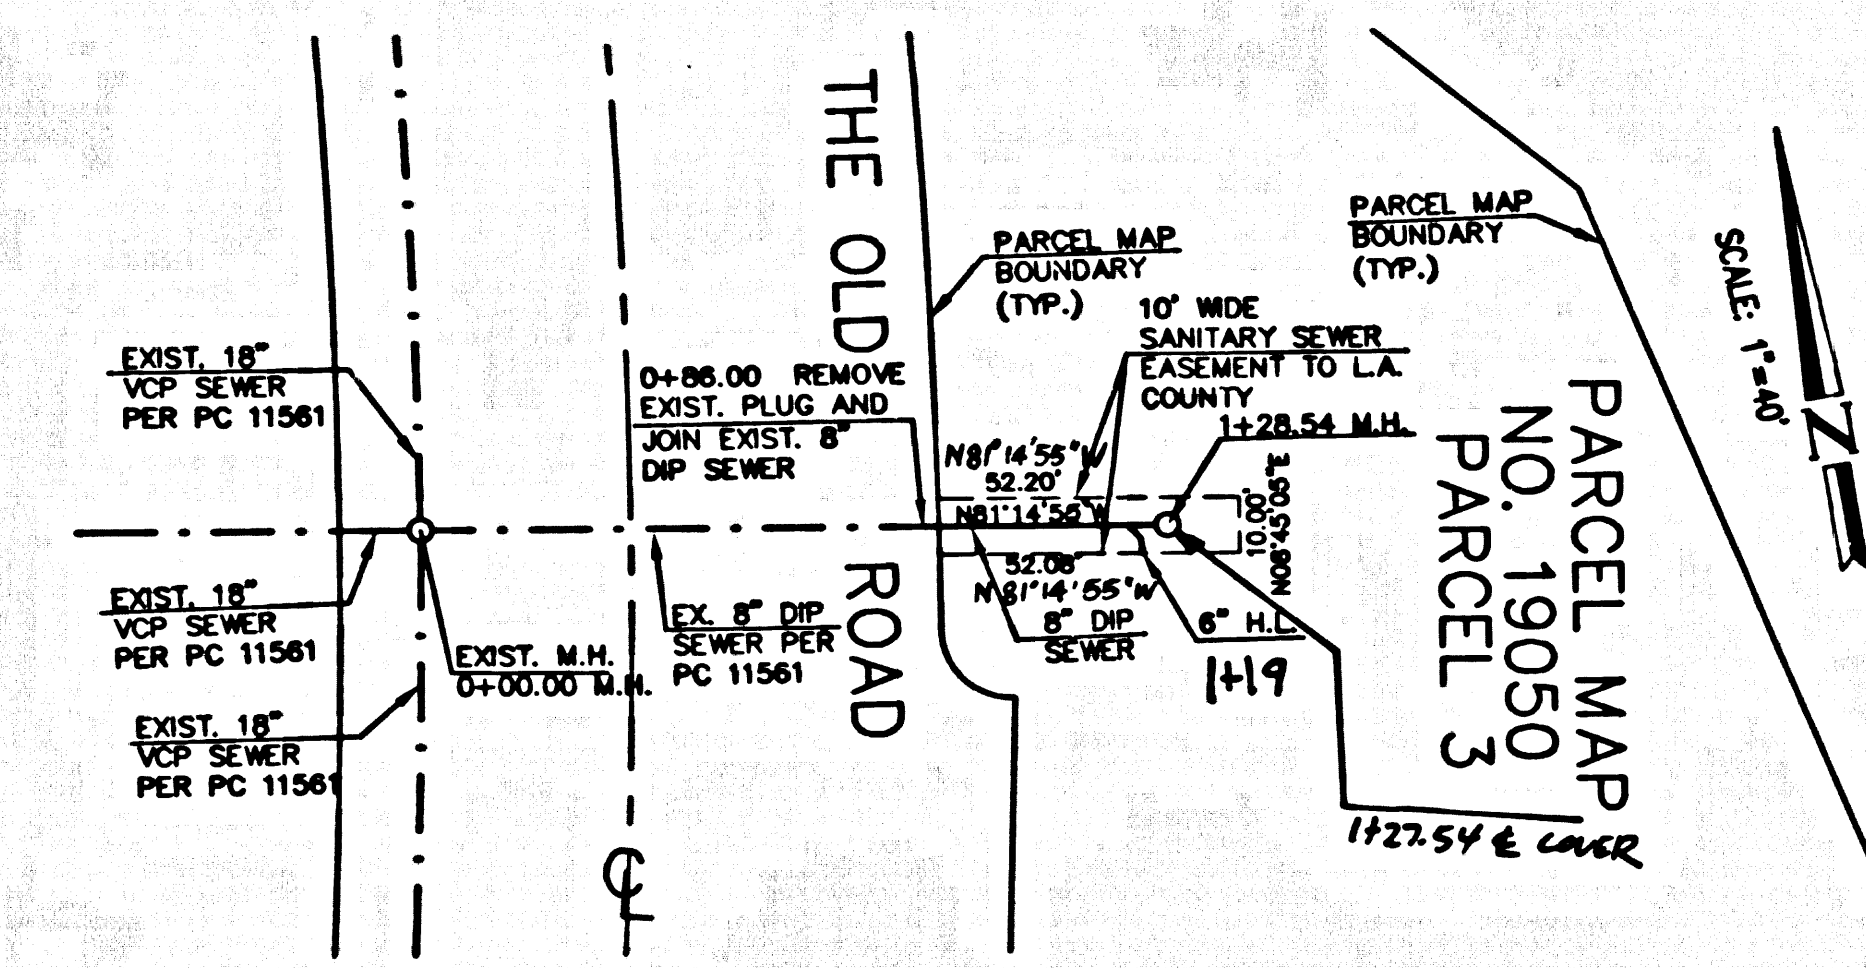 THE OLD ROAD
PARCEL MAP
BOUNDARY
(TYP.)
PARCEL MAP
BOUNDARY
(TYP.)
SCALE: 1"=40'
N
10' WIDE
SANITARY SEWER
EASEMENT TO L.A.
COUNTY
1+28.54 M.H.
EXIST. 18"
VCP SEWER
PER PC 11561
0+86.00 REMOVE
EXIST. PLUG AND
JOIN EXIST. 8"
DIP SEWER
N81°14'55"W
52.20'
N81°14'55"W
52.08'
N81°14'55"W
10.00'
N08°45'05"E
PARCEL MAP
NO. 19050
PARCEL 3
EXIST. 18"
VCP SEWER
PER PC 11561
EXIST. M.H.
0+00.00 M.H.
EX. 8" DIP
SEWER PER
PC 11561
8" DIP
SEWER
6" H.L.
1+19
EXIST. 18"
VCP SEWER
PER PC 11561
1+27.54 ℄ COVER
℄